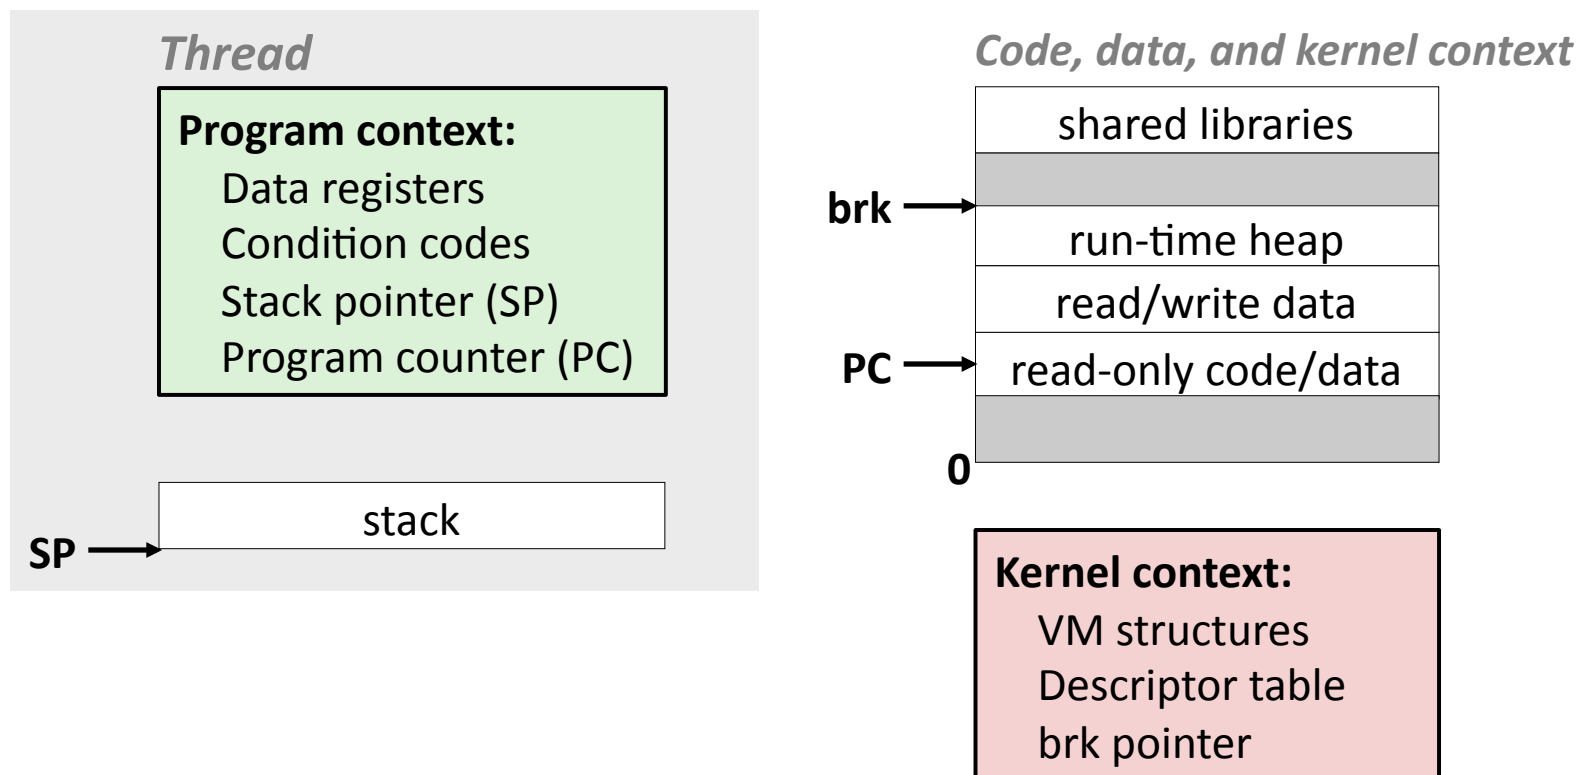 Thread
Program context:
Data registers
Condition codes
Stack pointer (SP)
Program counter (PC)
stack
SP
Code, data, and kernel context
shared libraries
brk
run-time heap
read/write data
PC
read-only code/data
0
Kernel context:
VM structures
Descriptor table
brk pointer